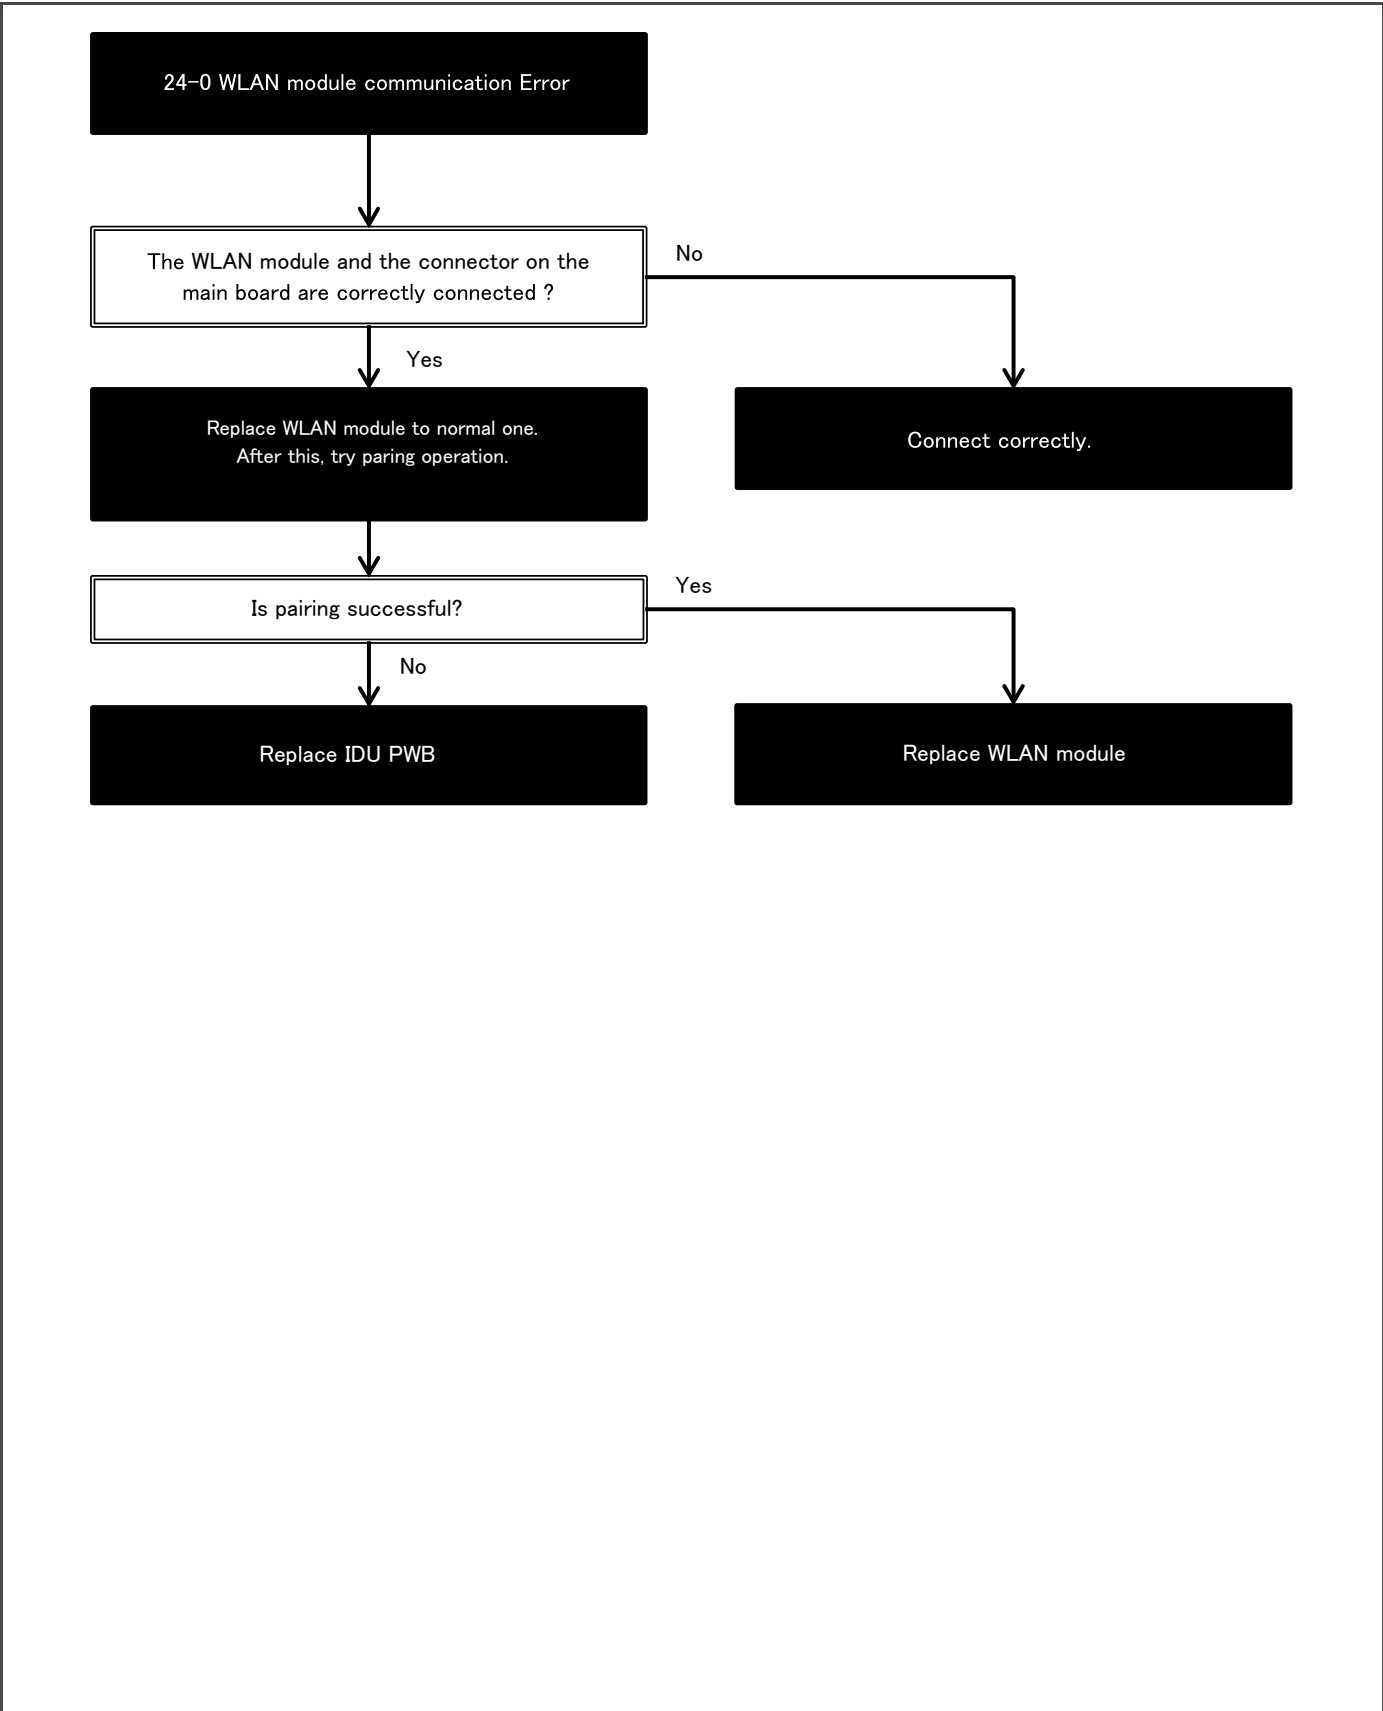 24-0 WLAN module communication Error
The WLAN module and the connector on the
main board are correctly connected ?
No
Yes
Replace WLAN module to normal one.
After this, try paring operation.
Connect correctly.
Is pairing successful?
Yes
No
Replace IDU PWB
Replace WLAN module